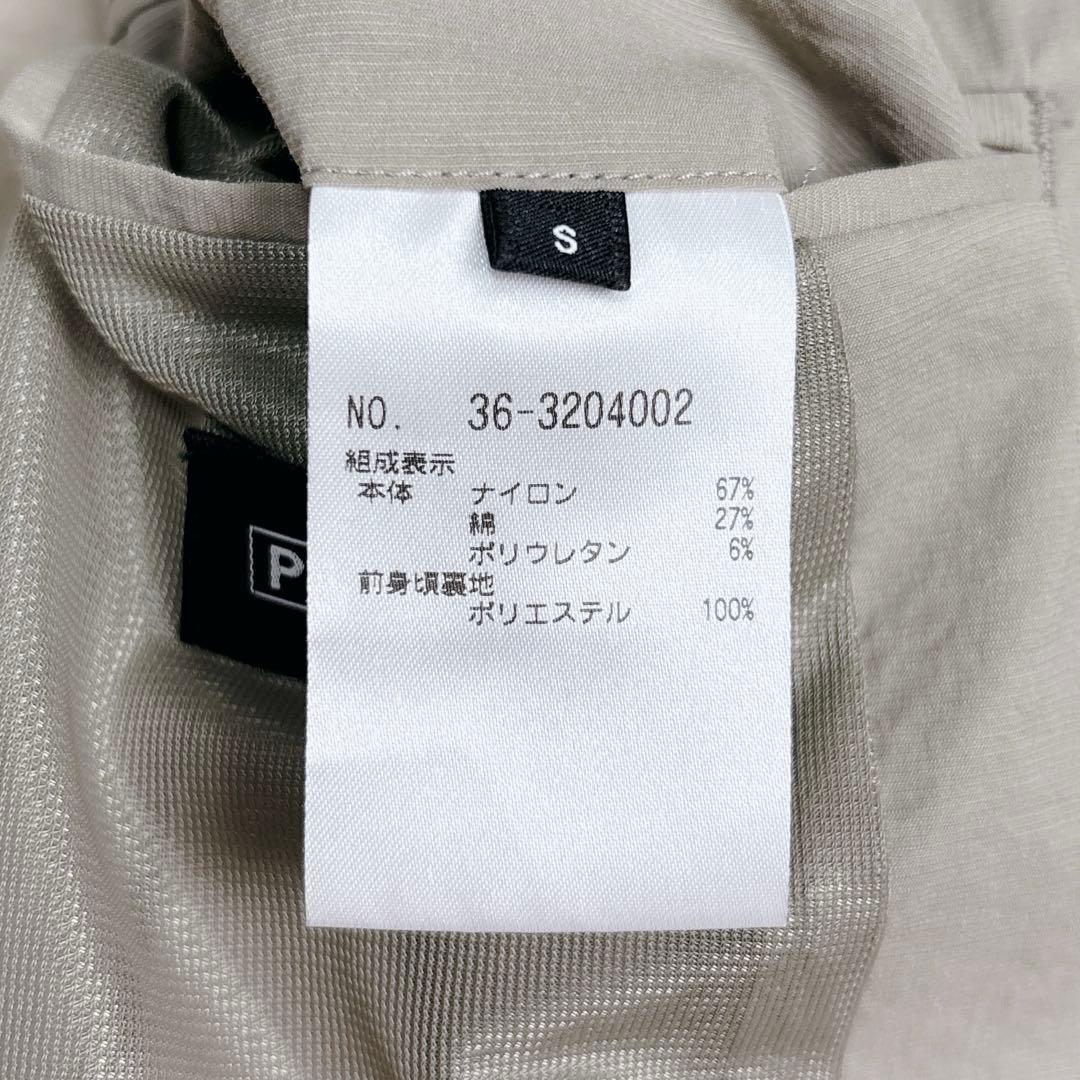 S
NO. 36-3204002
組成表示
本体 ナイロン 67%
綿 27%
ポリウレタン 6%
前身頃裏地
ポリエステル 100%
P